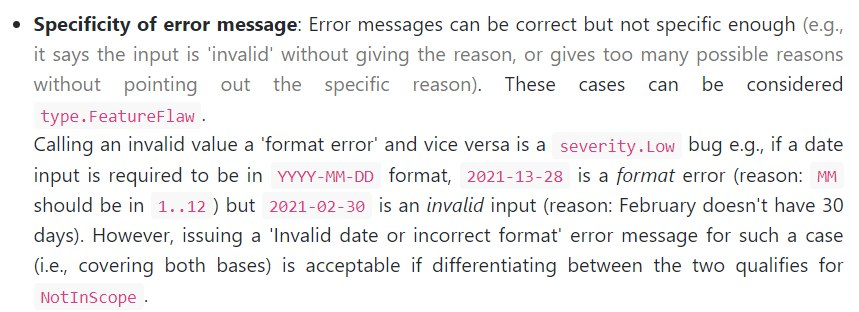 • Specificity of error message: Error messages can be correct but not specific enough (e.g.,
it says the input is 'invalid' without giving the reason, or gives too many possible reasons
without pointing out the specific reason). These cases can be considered
type.FeatureFlaw .
Calling an invalid value a 'format error' and vice versa is a severity.Low bug e.g., if a date
input is required to be in YYYY-MM-DD format, 2021-13-28 is a format error (reason: MM
should be in 1..12 ) but 2021-02-30 is an invalid input (reason: February doesn't have 30
days). However, issuing a 'Invalid date or incorrect format' error message for such a case
(i.e., covering both bases) is acceptable if differentiating between the two qualifies for
NotInScope .